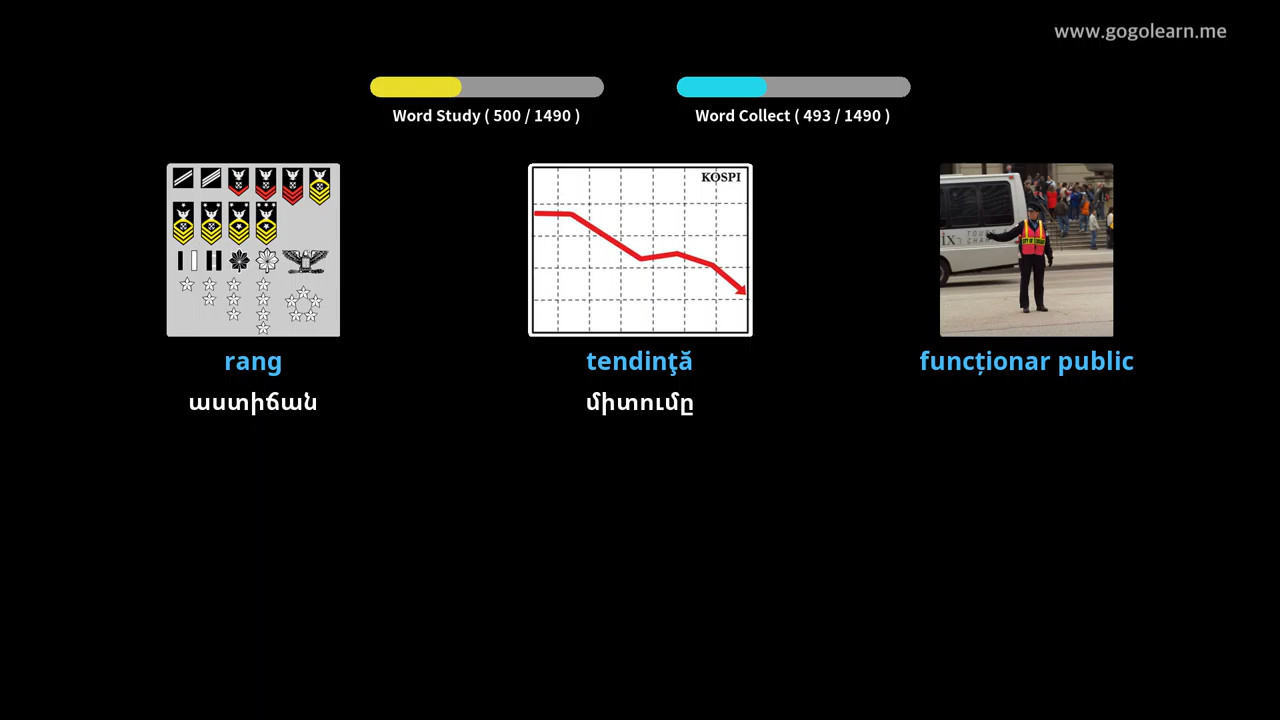 www.gogolearn.me
Word Study ( 500 / 1490 )
Word Collect ( 493 / 1490 )
KOSPI
rang
tendinţă
funcționar public
աստիճան
միտումը